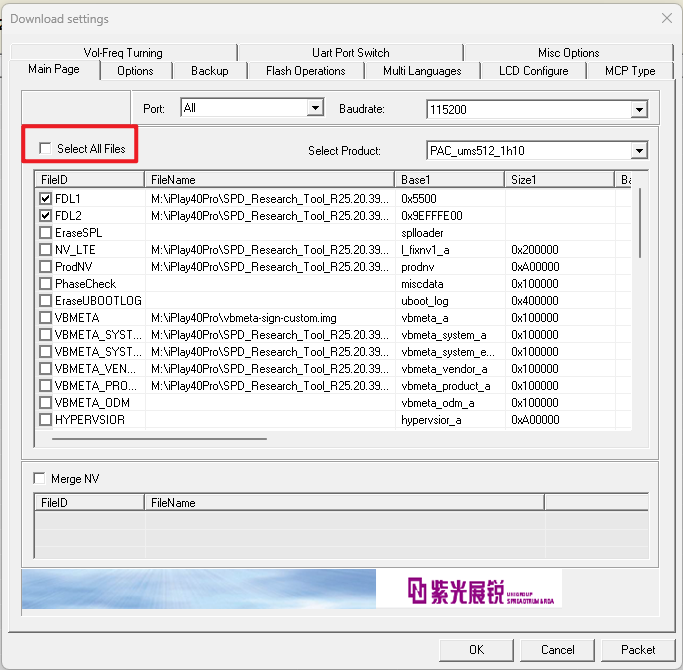 Download settings
Vol-Freq Turning Uart Port Switch Misc Options
Main Page Options Backup Flash Operations Multi Languages LCD Configure MCP Type
Port: All Baudrate: 115200
Select All Files Select Product: PAC_ums512_1h10
FileID FileName Base1 Size1 Ba
FDL1 M:\iPlay40Pro\SPD_Research_Tool_R25.20.39... 0x5500
FDL2 M:\iPlay40Pro\SPD_Research_Tool_R25.20.39... 0x9EFFFE00
EraseSPL splloader
NV_LTE M:\iPlay40Pro\SPD_Research_Tool_R25.20.39... l_fixnv1_a 0x200000
ProdNV M:\iPlay40Pro\SPD_Research_Tool_R25.20.39... prodnv 0xA00000
PhaseCheck miscdata 0x100000
EraseUBOOTLOG uboot_log 0x400000
VBMETA M:\iPlay40Pro\vbmeta-sign-custom.img vbmeta_a 0x100000
VBMETA_SYST... M:\iPlay40Pro\SPD_Research_Tool_R25.20.39... vbmeta_system_a 0x100000
VBMETA_SYST... M:\iPlay40Pro\SPD_Research_Tool_R25.20.39... vbmeta_system_e... 0x100000
VBMETA_VEN... M:\iPlay40Pro\SPD_Research_Tool_R25.20.39... vbmeta_vendor_a 0x100000
VBMETA_PRO... M:\iPlay40Pro\SPD_Research_Tool_R25.20.39... vbmeta_product_a 0x100000
VBMETA_ODM vbmeta_odm_a 0x100000
HYPERVSIOR hypervsior_a 0xA00000
Merge NV
FileID FileName
紫光展锐 UNIGROUP
SPREADTRUM & RDA
OK Cancel Packet